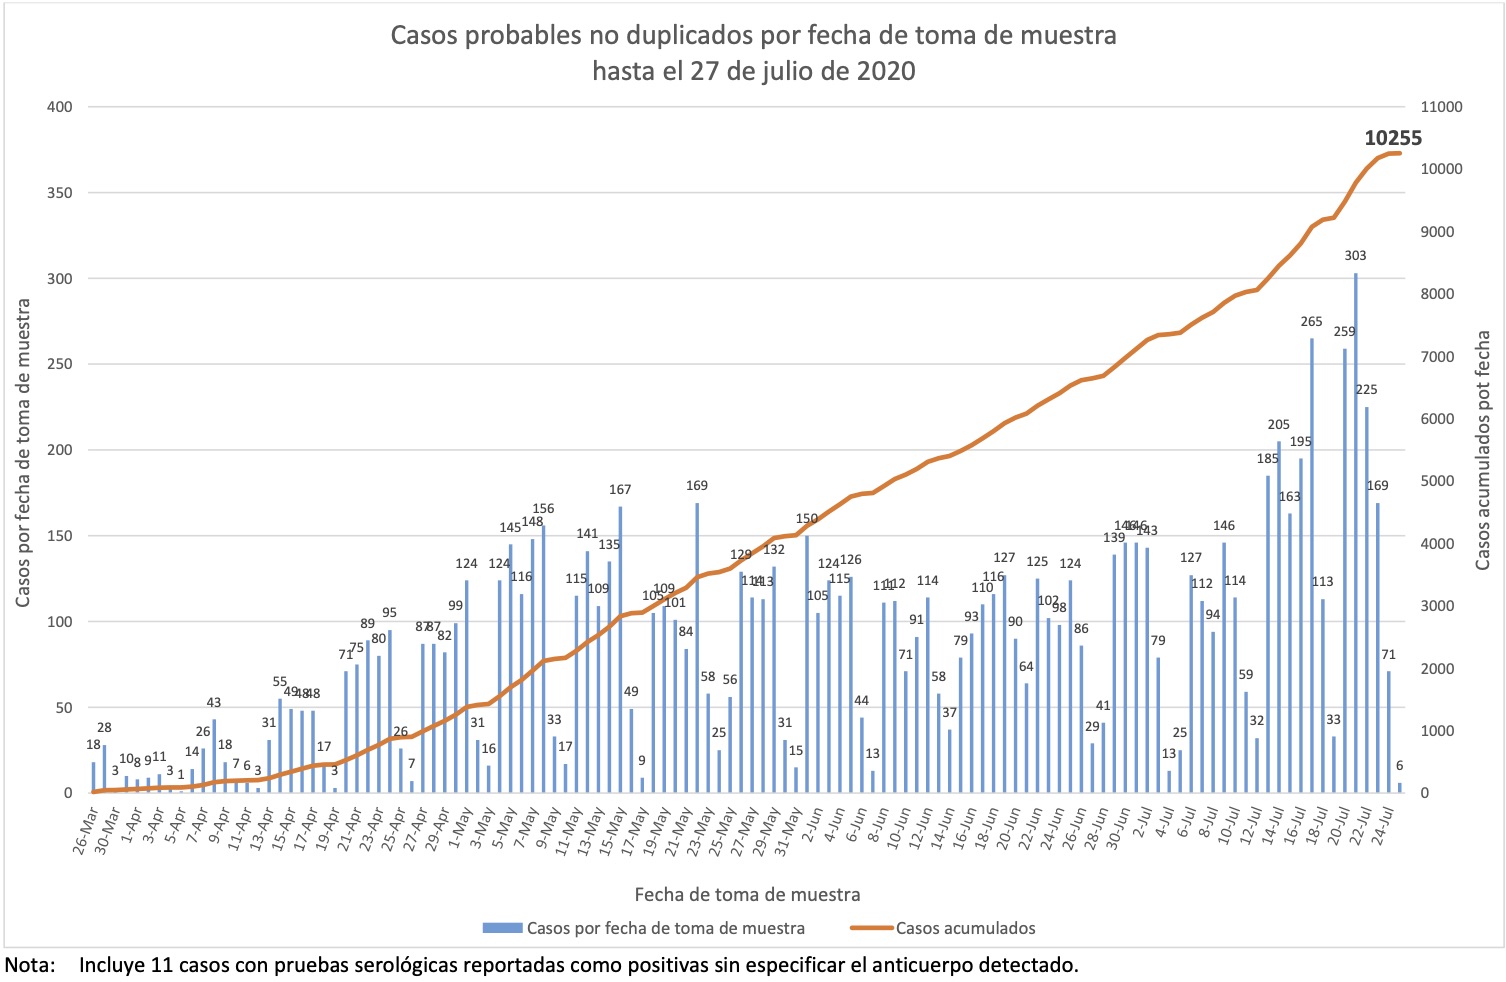 Casos probables no duplicados por fecha de toma de muestra
hasta el 27 de julio de 2020
400
350
300
250
200
150
100
50
0
Casos por fecha de toma de muestra
11000
10000
9000
8000
7000
6000
5000
4000
3000
2000
1000
0
Casos acumulados pot fecha
10255
18
28
3
10
8
9
11
3
1
14
26
43
18
7
6
3
31
55
49
48
48
17
3
71
75
89
80
95
26
7
87
87
82
99
124
31
16
124
145
116
148
156
33
17
115
141
109
135
167
49
9
105
109
101
84
169
58
25
56
129
114
113
132
31
15
150
105
124
115
126
44
13
111
112
71
91
114
58
37
79
93
110
116
127
90
64
125
102
98
124
86
29
41
139
146
146
143
79
13
25
127
112
94
146
114
59
32
185
205
163
195
265
113
33
259
303
225
169
71
6
26-Mar
30-Mar
1-Apr
3-Apr
5-Apr
7-Apr
9-Apr
11-Apr
13-Apr
15-Apr
17-Apr
19-Apr
21-Apr
23-Apr
25-Apr
27-Apr
29-Apr
1-May
3-May
5-May
7-May
9-May
11-May
13-May
15-May
17-May
19-May
21-May
23-May
25-May
27-May
29-May
31-May
2-Jun
4-Jun
6-Jun
8-Jun
10-Jun
12-Jun
14-Jun
16-Jun
18-Jun
20-Jun
22-Jun
24-Jun
26-Jun
28-Jun
30-Jun
2-Jul
4-Jul
6-Jul
8-Jul
10-Jul
12-Jul
14-Jul
16-Jul
18-Jul
20-Jul
22-Jul
24-Jul
Fecha de toma de muestra
Casos por fecha de toma de muestra
Casos acumulados
Nota: Incluye 11 casos con pruebas serológicas reportadas como positivas sin especificar el anticuerpo detectado.